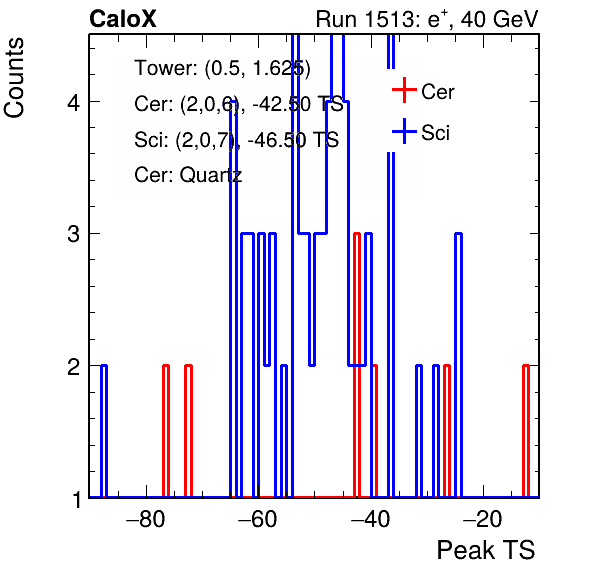 CaloX Run 1513: e⁺, 40 GeV
Counts
Tower: (0.5, 1.625)
Cer: (2,0,6), -42.50 TS
Sci: (2,0,7), -46.50 TS
Cer: Quartz
Cer
Sci
4
3
2
1
−80 −60 −40 −20
Peak TS